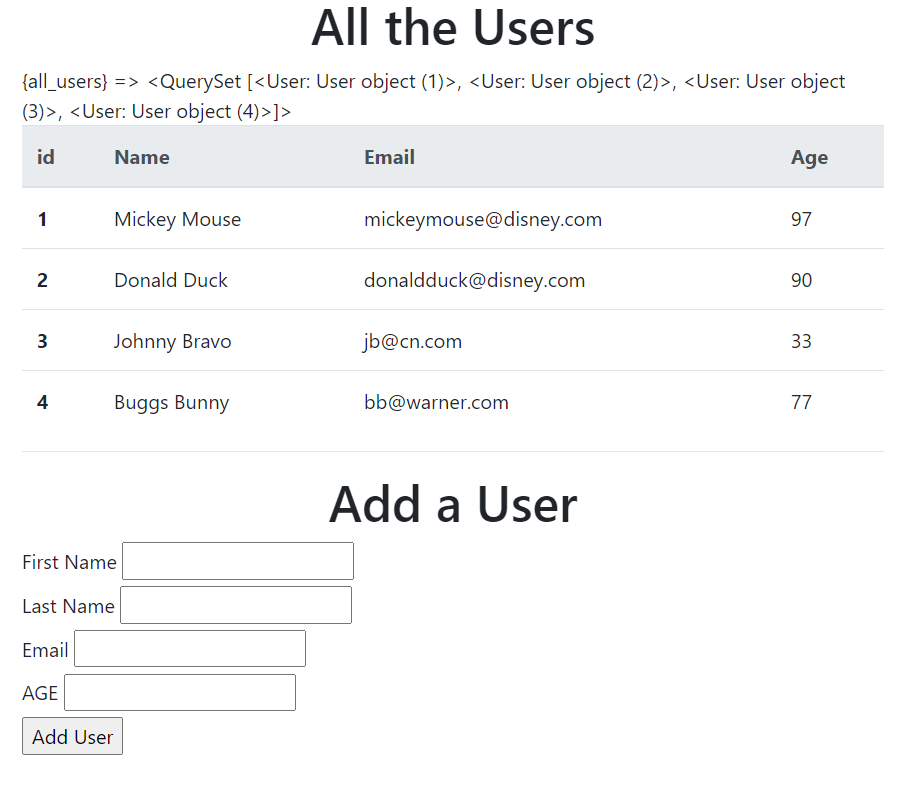 All the Users
{all_users} => <QuerySet [<User: User object (1)>, <User: User object (2)>, <User: User object
(3)>, <User: User object (4)>]>
id Name Email Age
1 Mickey Mouse mickeymouse@disney.com 97
2 Donald Duck donaldduck@disney.com 90
3 Johnny Bravo jb@cn.com 33
4 Buggs Bunny bb@warner.com 77
Add a User
First Name
Last Name
Email
AGE
Add User